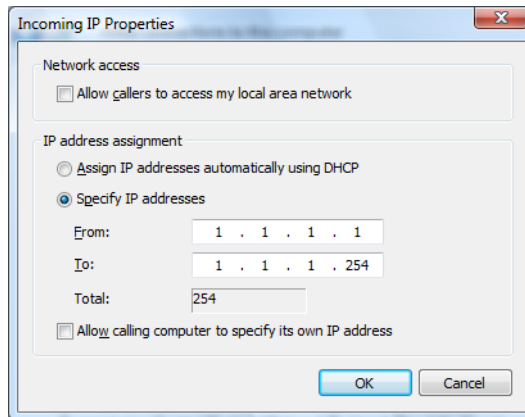 Incoming IP Properties
Network access
Allow callers to access my local area network
IP address assignment
Assign IP addresses automatically using DHCP
Specify IP addresses
From: 1 . 1 . 1 . 1
To: 1 . 1 . 1 . 254
Total: 254
Allow calling computer to specify its own IP address
OK Cancel